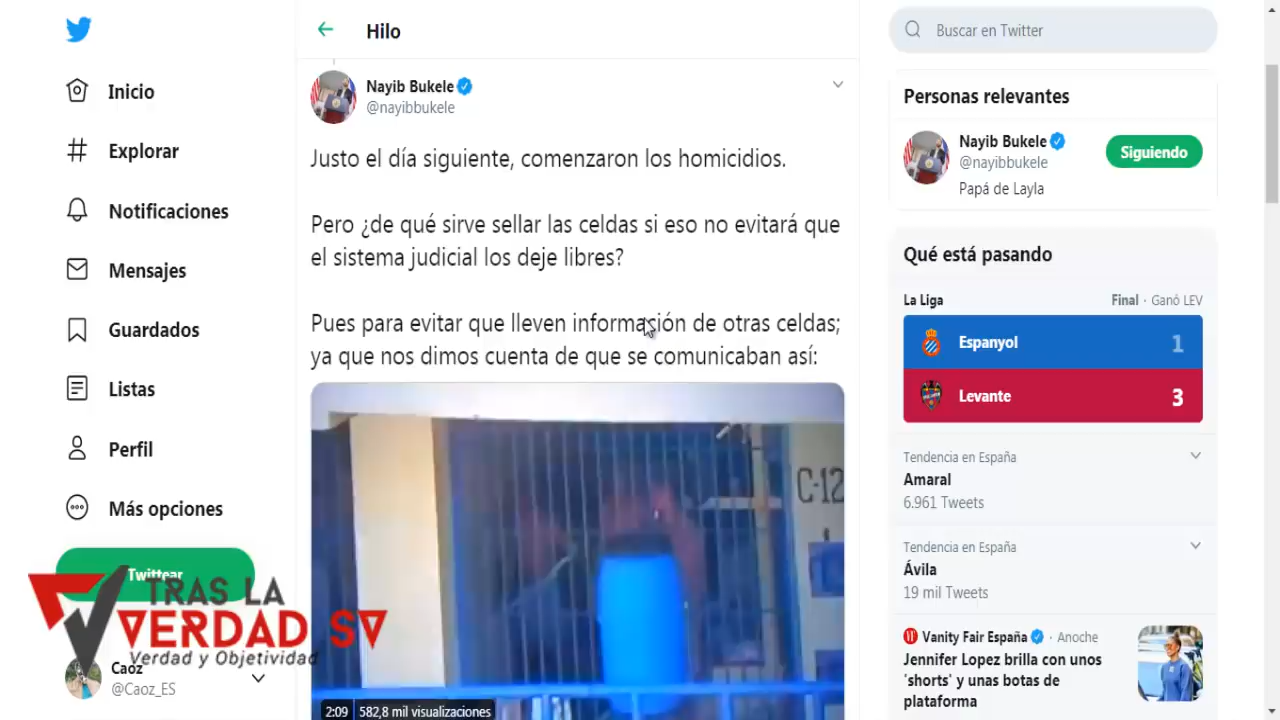 Inicio
Explorar
Notificaciones
Mensajes
Guardados
Listas
Perfil
Más opciones
Twittear
TRAS LA
VERDAD SV
Verdad y Objetividad
Caoz
@Caoz_ES
Hilo
Nayib Bukele
@nayibbukele
Justo el día siguiente, comenzaron los homicidios.
Pero ¿de qué sirve sellar las celdas si eso no evitará que
el sistema judicial los deje libres?
Pues para evitar que lleven información de otras celdas;
ya que nos dimos cuenta de que se comunicaban así:
C-12
2:09 582,8 mil visualizaciones
Buscar en Twitter
Personas relevantes
Nayib Bukele
@nayibbukele
Siguiendo
Papá de Layla
Qué está pasando
La Liga Final · Ganó LEV
Espanyol 1
Levante 3
Tendencia en España
Amaral
6.961 Tweets
Tendencia en España
Ávila
19 mil Tweets
Vanity Fair España · Anoche
Jennifer Lopez brilla con unos
'shorts' y unas botas de
plataforma